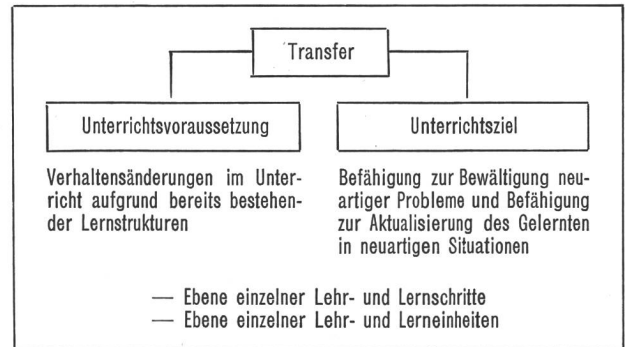 Transfer
Unterrichtsvoraussetzung
Unterrichtsziel
Verhaltensänderungen im Unter-
richt aufgrund bereits bestehen-
der Lernstrukturen
Befähigung zur Bewältigung neu-
artiger Probleme und Befähigung
zur Aktualisierung des Gelernten
in neuartigen Situationen
— Ebene einzelner Lehr- und Lernschritte
— Ebene einzelner Lehr- und Lerneinheiten